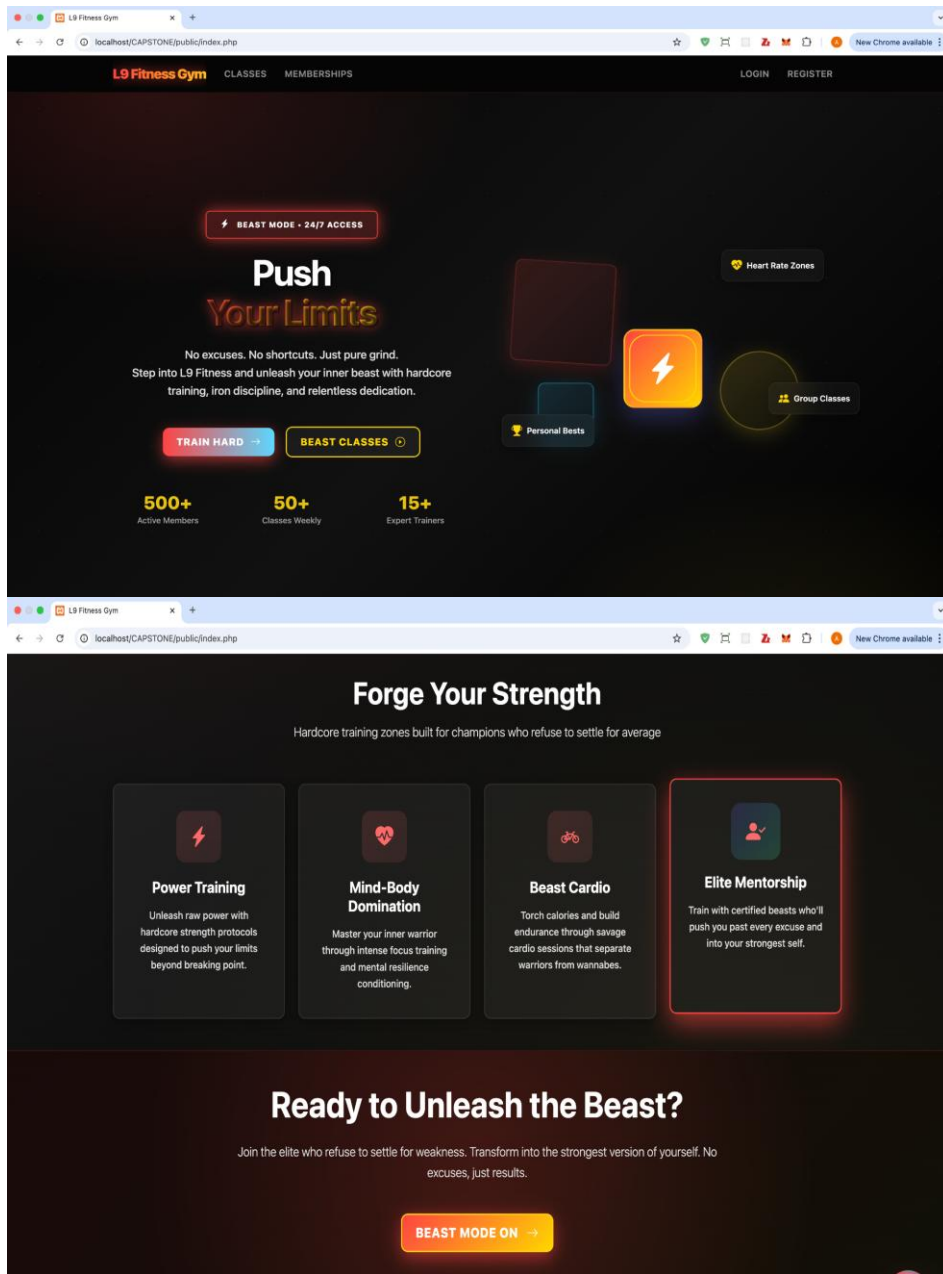 L9 Fitness Gym
localhost/CAPSTONE/public/index.php
New Chrome available
L9 Fitness Gym CLASSES MEMBERSHIPS LOGIN REGISTER
BEAST MODE • 24/7 ACCESS
Push
Your Limits
No excuses. No shortcuts. Just pure grind.
Step into L9 Fitness and unleash your inner beast with hardcore
training, iron discipline, and relentless dedication.
TRAIN HARD →
BEAST CLASSES
500+
Active Members
50+
Classes Weekly
15+
Expert Trainers
Heart Rate Zones
Group Classes
Personal Bests
L9 Fitness Gym
localhost/CAPSTONE/public/index.php
New Chrome available
Forge Your Strength
Hardcore training zones built for champions who refuse to settle for average
Power Training
Unleash raw power with
hardcore strength protocols
designed to push your limits
beyond breaking point.
Mind-Body
Domination
Master your inner warrior
through intense focus training
and mental resilience
conditioning.
Beast Cardio
Torch calories and build
endurance through savage
cardio sessions that separate
warriors from wannabes.
Elite Mentorship
Train with certified beasts who'll
push you past every excuse and
into your strongest self.
Ready to Unleash the Beast?
Join the elite who refuse to settle for weakness. Transform into the strongest version of yourself. No
excuses, just results.
BEAST MODE ON →